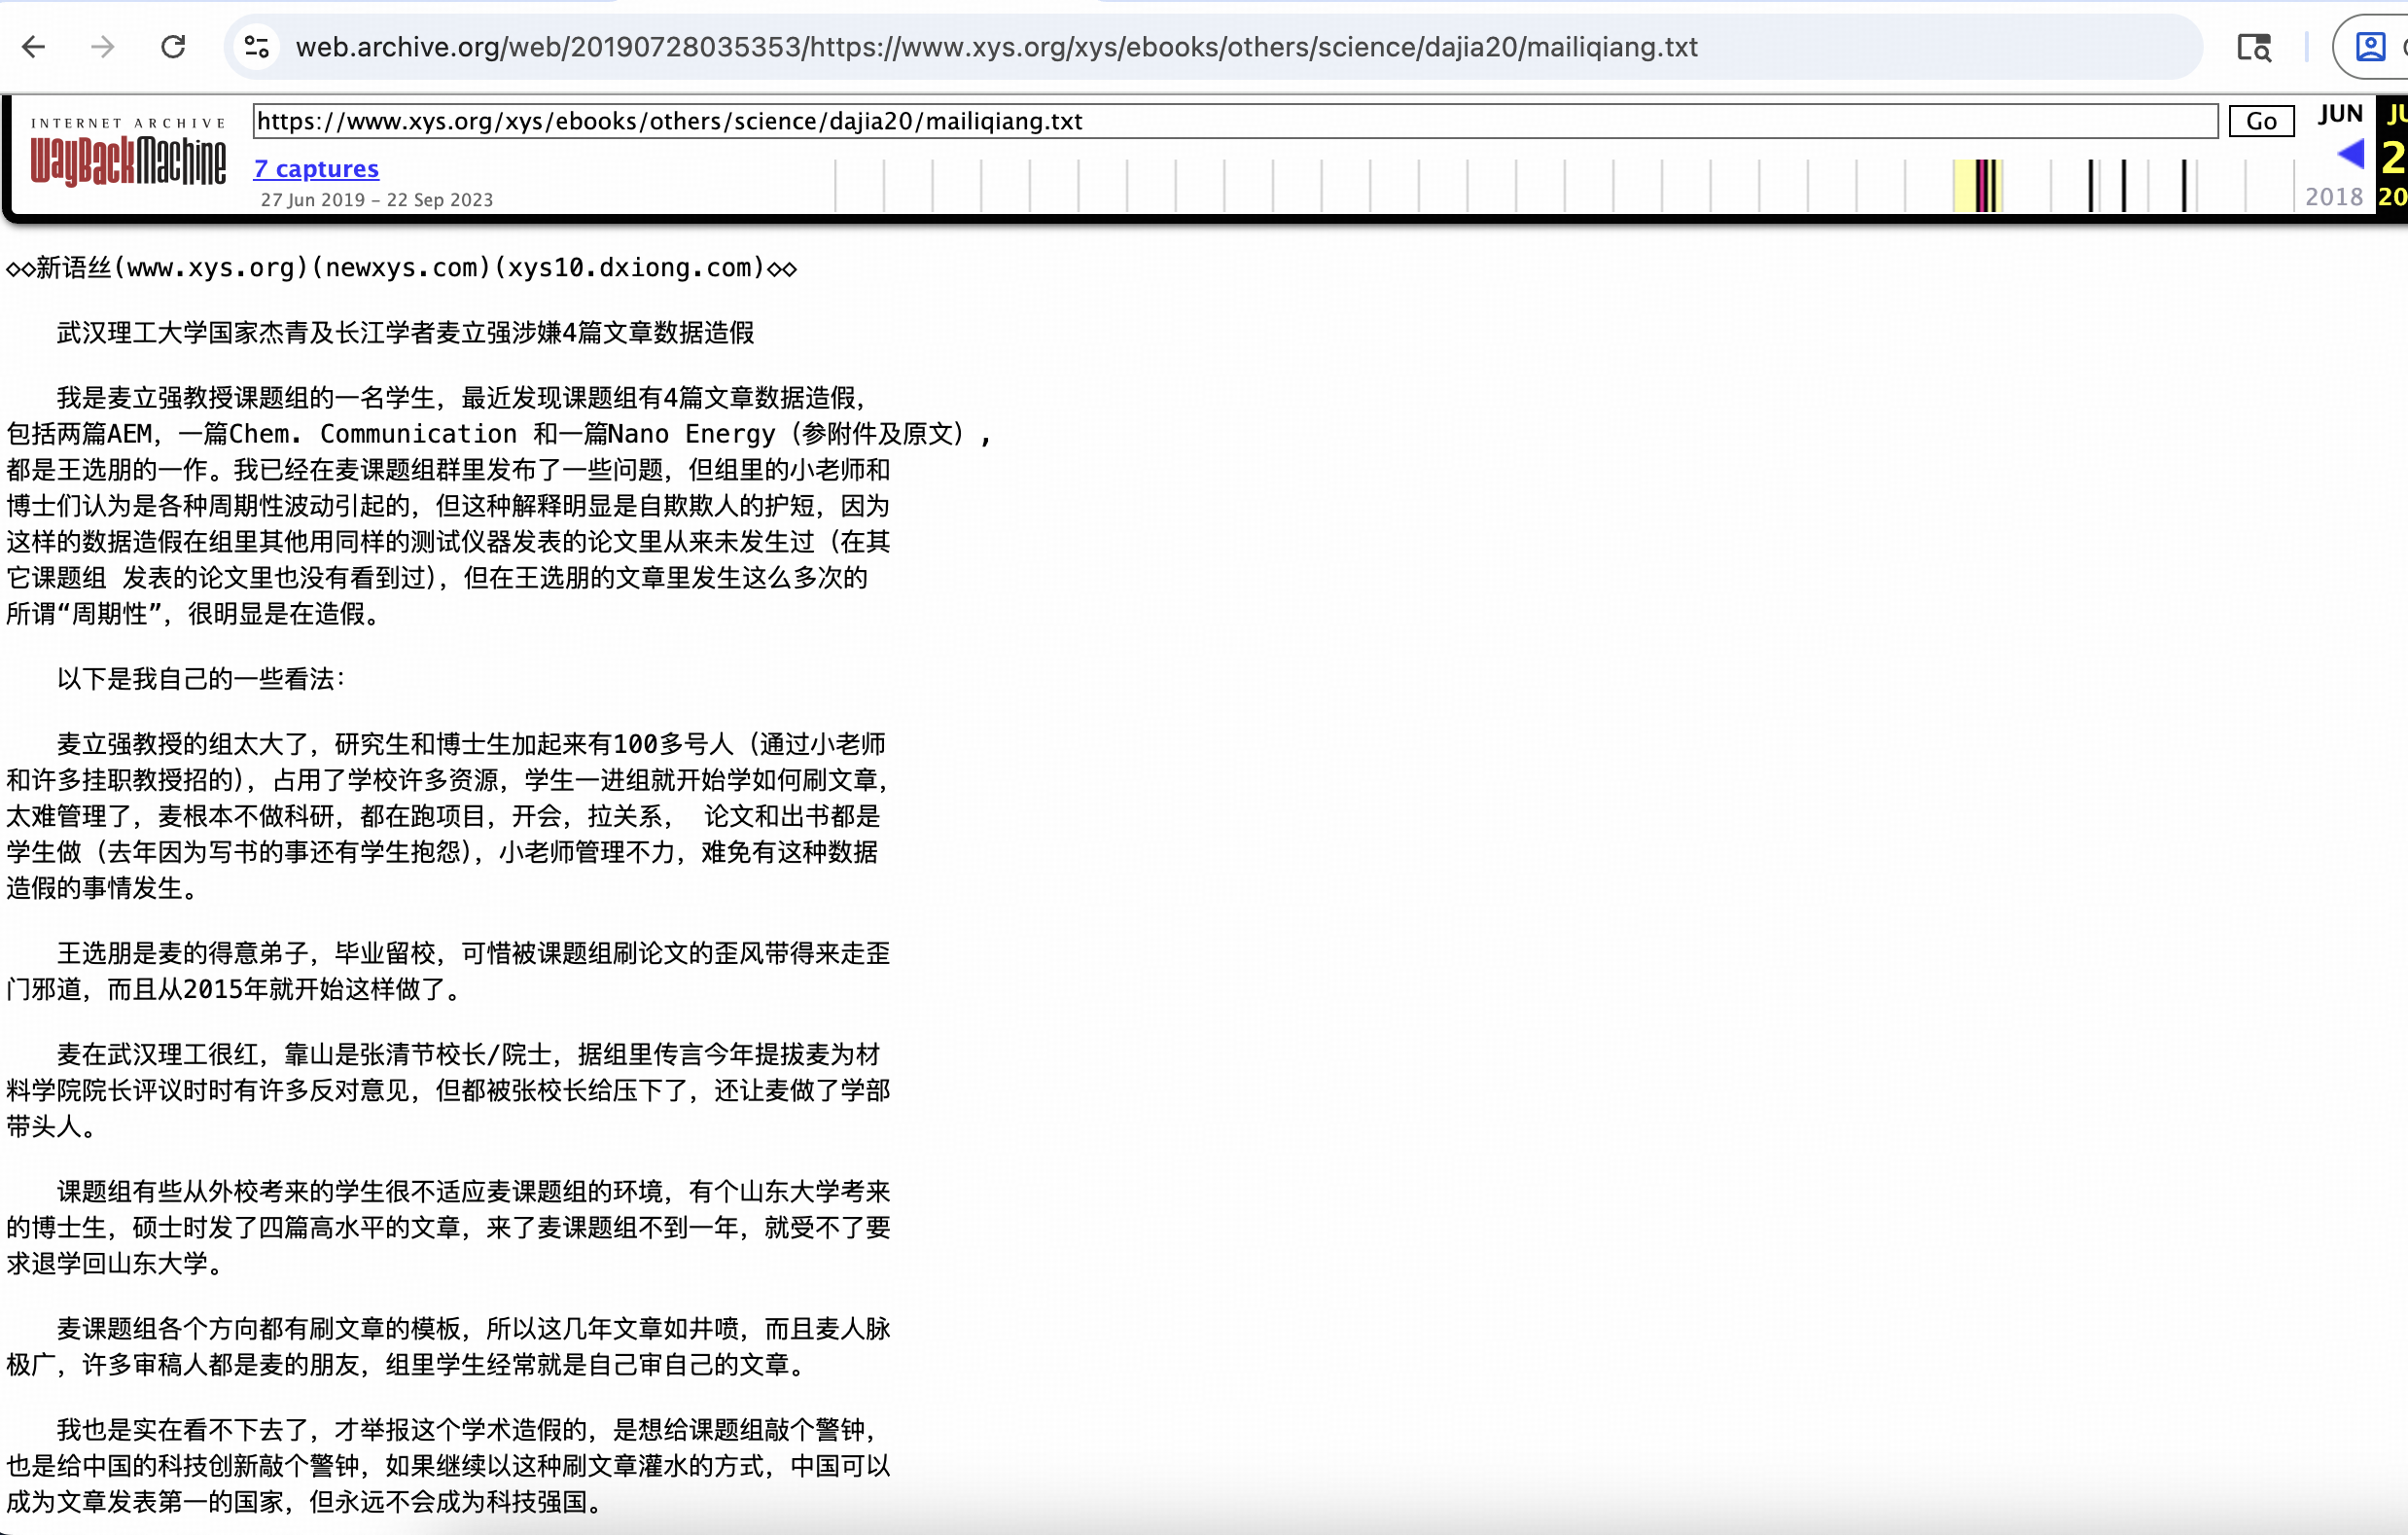 web.archive.org/web/20190728035353/https://www.xys.org/xys/ebooks/others/science/dajia20/mailiqiang.txt
INTERNET ARCHIVE
WayBackMachine
https://www.xys.org/xys/ebooks/others/science/dajia20/mailiqiang.txt
Go
JUN
7 captures
27 Jun 2019 – 22 Sep 2023
2018
◇◇新语丝(www.xys.org)(newxys.com)(xys10.dxiong.com)◇◇
武汉理工大学国家杰青及长江学者麦立强涉嫌4篇文章数据造假
我是麦立强教授课题组的一名学生，最近发现课题组有4篇文章数据造假，
包括两篇AEM，一篇Chem. Communication 和一篇Nano Energy（参附件及原文）,
都是王选朋的一作。我已经在麦课题组群里发布了一些问题，但组里的小老师和
博士们认为是各种周期性波动引起的，但这种解释明显是自欺欺人的护短，因为
这样的数据造假在组里其他用同样的测试仪器发表的论文里从来未发生过（在其
它课题组 发表的论文里也没有看到过），但在王选朋的文章里发生这么多次的
所谓“周期性”，很明显是在造假。
以下是我自己的一些看法：
麦立强教授的组太大了，研究生和博士生加起来有100多号人（通过小老师
和许多挂职教授招的），占用了学校许多资源，学生一进组就开始学如何刷文章，
太难管理了，麦根本不做科研，都在跑项目，开会，拉关系， 论文和出书都是
学生做（去年因为写书的事还有学生抱怨），小老师管理不力，难免有这种数据
造假的事情发生。
王选朋是麦的得意弟子，毕业留校，可惜被课题组刷论文的歪风带得来走歪
门邪道，而且从2015年就开始这样做了。
麦在武汉理工很红，靠山是张清节校长/院士，据组里传言今年提拔麦为材
料学院院长评议时时有许多反对意见，但都被张校长给压下了，还让麦做了学部
带头人。
课题组有些从外校考来的学生很不适应麦课题组的环境，有个山东大学考来
的博士生，硕士时发了四篇高水平的文章，来了麦课题组不到一年，就受不了要
求退学回山东大学。
麦课题组各个方向都有刷文章的模板，所以这几年文章如井喷，而且麦人脉
极广，许多审稿人都是麦的朋友，组里学生经常就是自己审自己的文章。
我也是实在看不下去了，才举报这个学术造假的，是想给课题组敲个警钟，
也是给中国的科技创新敲个警钟，如果继续以这种刷文章灌水的方式，中国可以
成为文章发表第一的国家，但永远不会成为科技强国。